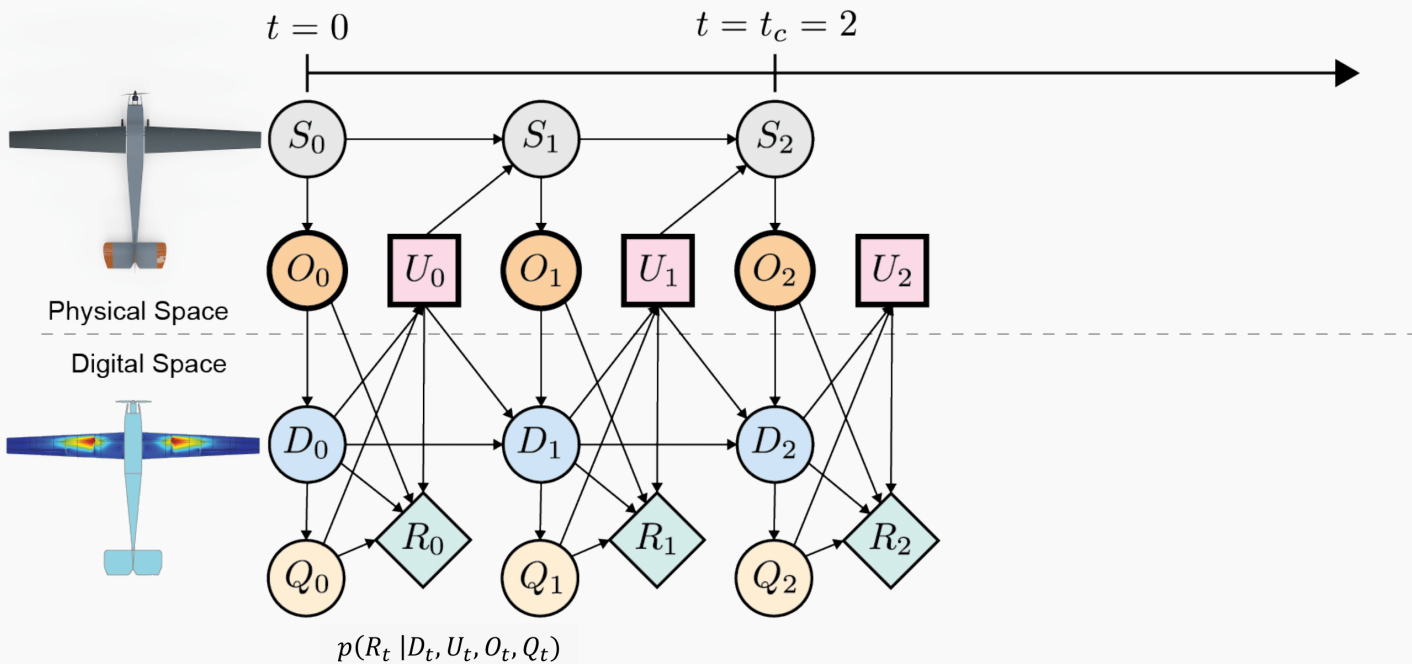 t = 0
t = t_c = 2
S_0
S_1
S_2
O_0
U_0
O_1
U_1
O_2
U_2
Physical Space
Digital Space
D_0
D_1
D_2
R_0
R_1
R_2
Q_0
Q_1
Q_2
p(R_t |D_t, U_t, O_t, Q_t)